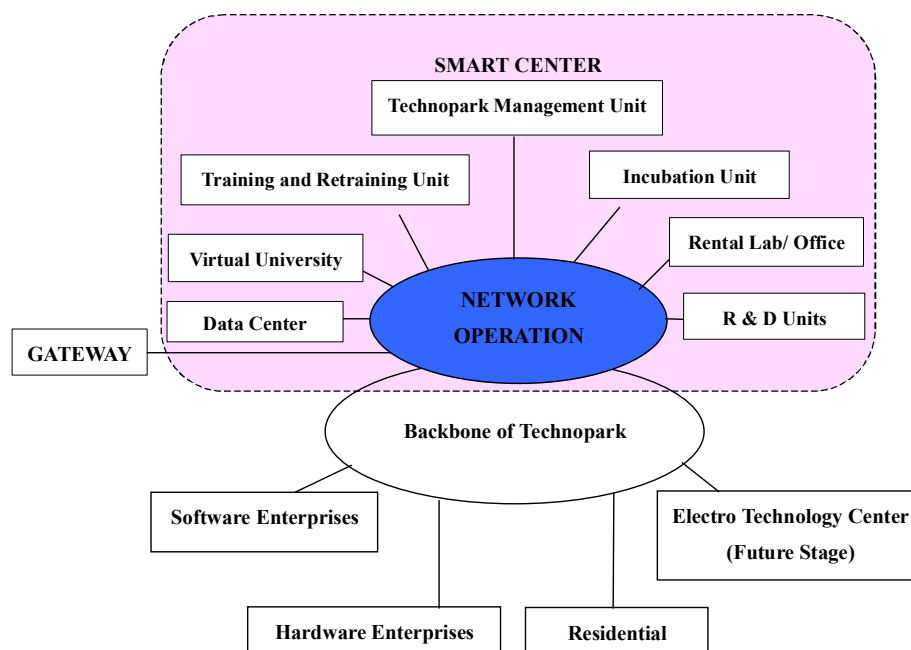 SMART CENTER
Technopark Management Unit
Training and Retraining Unit
Incubation Unit
Virtual University
Rental Lab/ Office
Data Center
NETWORK
OPERATION
R & D Units
GATEWAY
Backbone of Technopark
Software Enterprises
Electro Technology Center
(Future Stage)
Hardware Enterprises
Residential